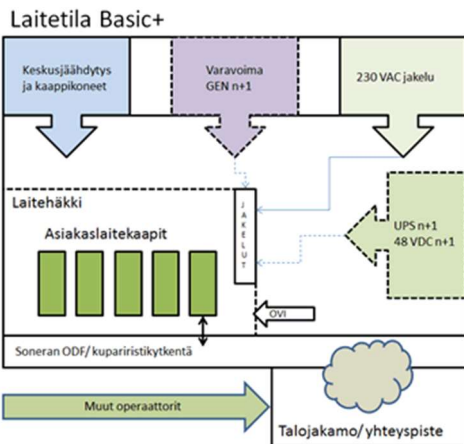 Laitetila Basic+
Keskusjäähdytys
ja kaappikoneet
Varavoima
GEN n+1
230 VAC jakelu
Laitehäkki
JAKELUT
Asiakaslaitekaapit
UPS n+1
48 VDC n+1
OVI
Soneran ODF/ kupariristikytkentä
Muut operaattorit
Talojakamo/ yhteyspiste